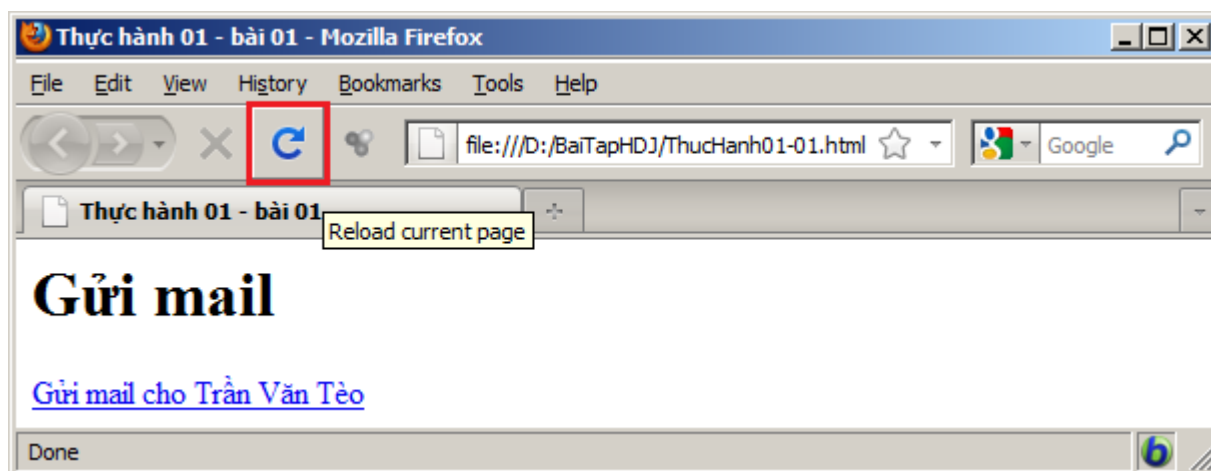 Thực hành 01 - bài 01 - Mozilla Firefox
File Edit View History Bookmarks Tools Help
file:///D:/BaiTapHDJ/ThucHanh01-01.html Google
Thực hành 01 - bài 01
Reload current page
Gửi mail
Gửi mail cho Trần Văn Tèo
Done